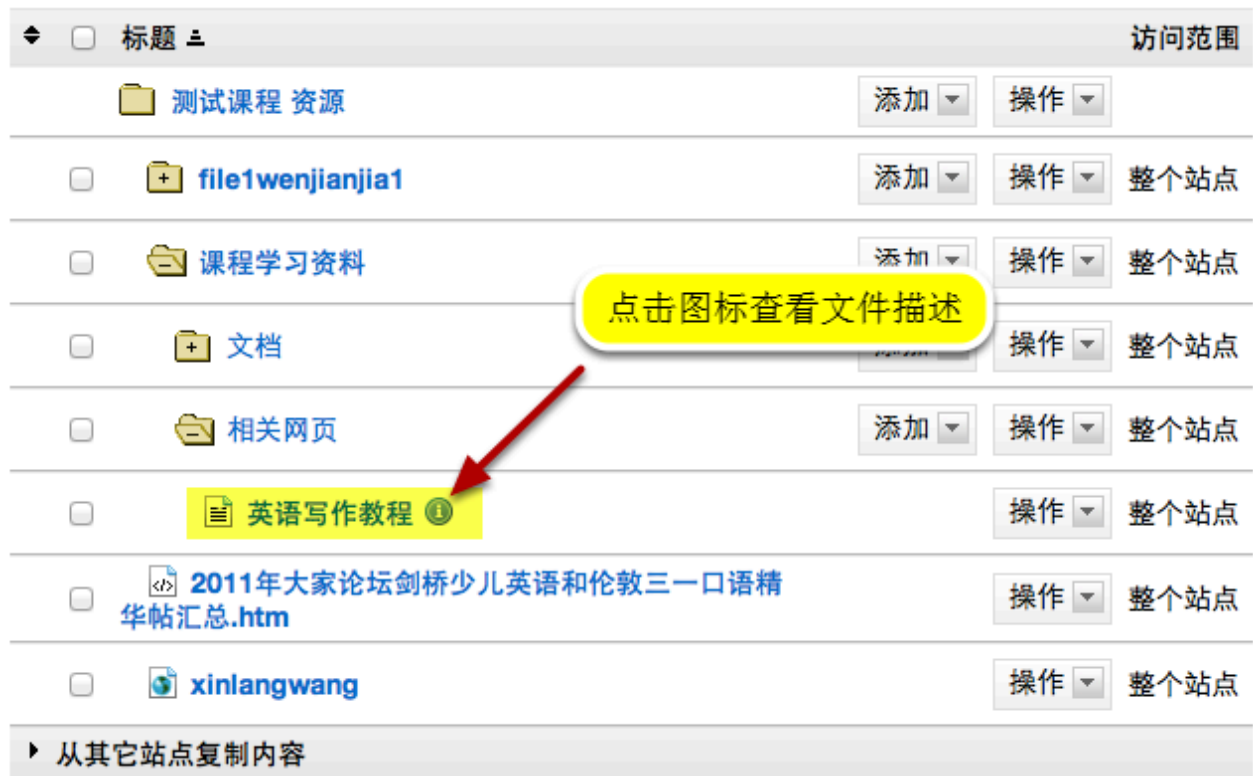 标题 访问范围
测试课程 资源 添加 操作
file1wenjianjia1 添加 操作 整个站点
课程学习资料 添加 操作 整个站点
点击图标查看文件描述
文档 操作 整个站点
相关网页 添加 操作 整个站点
英语写作教程 操作 整个站点
2011年大家论坛剑桥少儿英语和伦敦三一口语精
华帖汇总.htm 操作 整个站点
xinlangwang 操作 整个站点
从其它站点复制内容